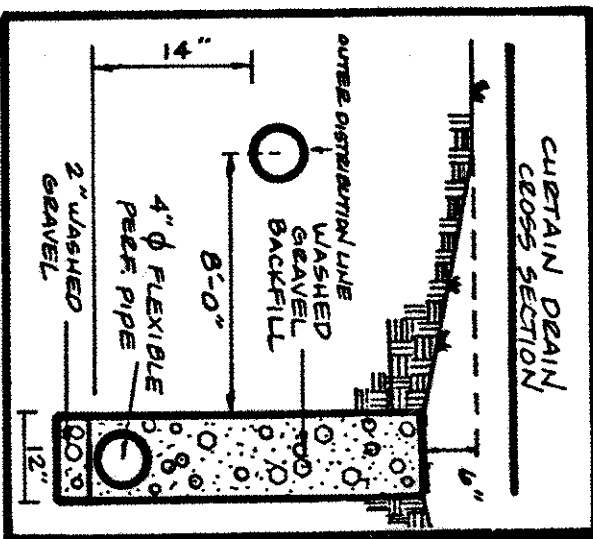 CURTAIN DRAIN
CROSS SECTION
6"
OUTER DISTRIBUTION LINE
WASHED
GRAVEL
BACKFILL
8'-0"
14"
4" ϕ FLEXIBLE
PERF. PIPE
2" WASHED
GRAVEL
12"